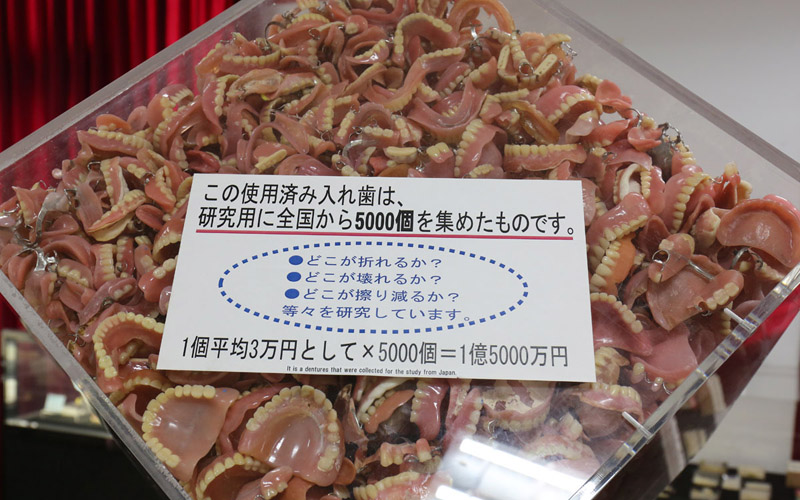 この使用済み入れ歯は、
研究用に全国から5000個を集めたものです。
●どこが折れるか?
●どこが壊れるか?
●どこが擦り減るか?
等々を研究しています。
1個平均3万円として×5000個=1億5000万円
It is a dentures that were collected for the study from Japan.